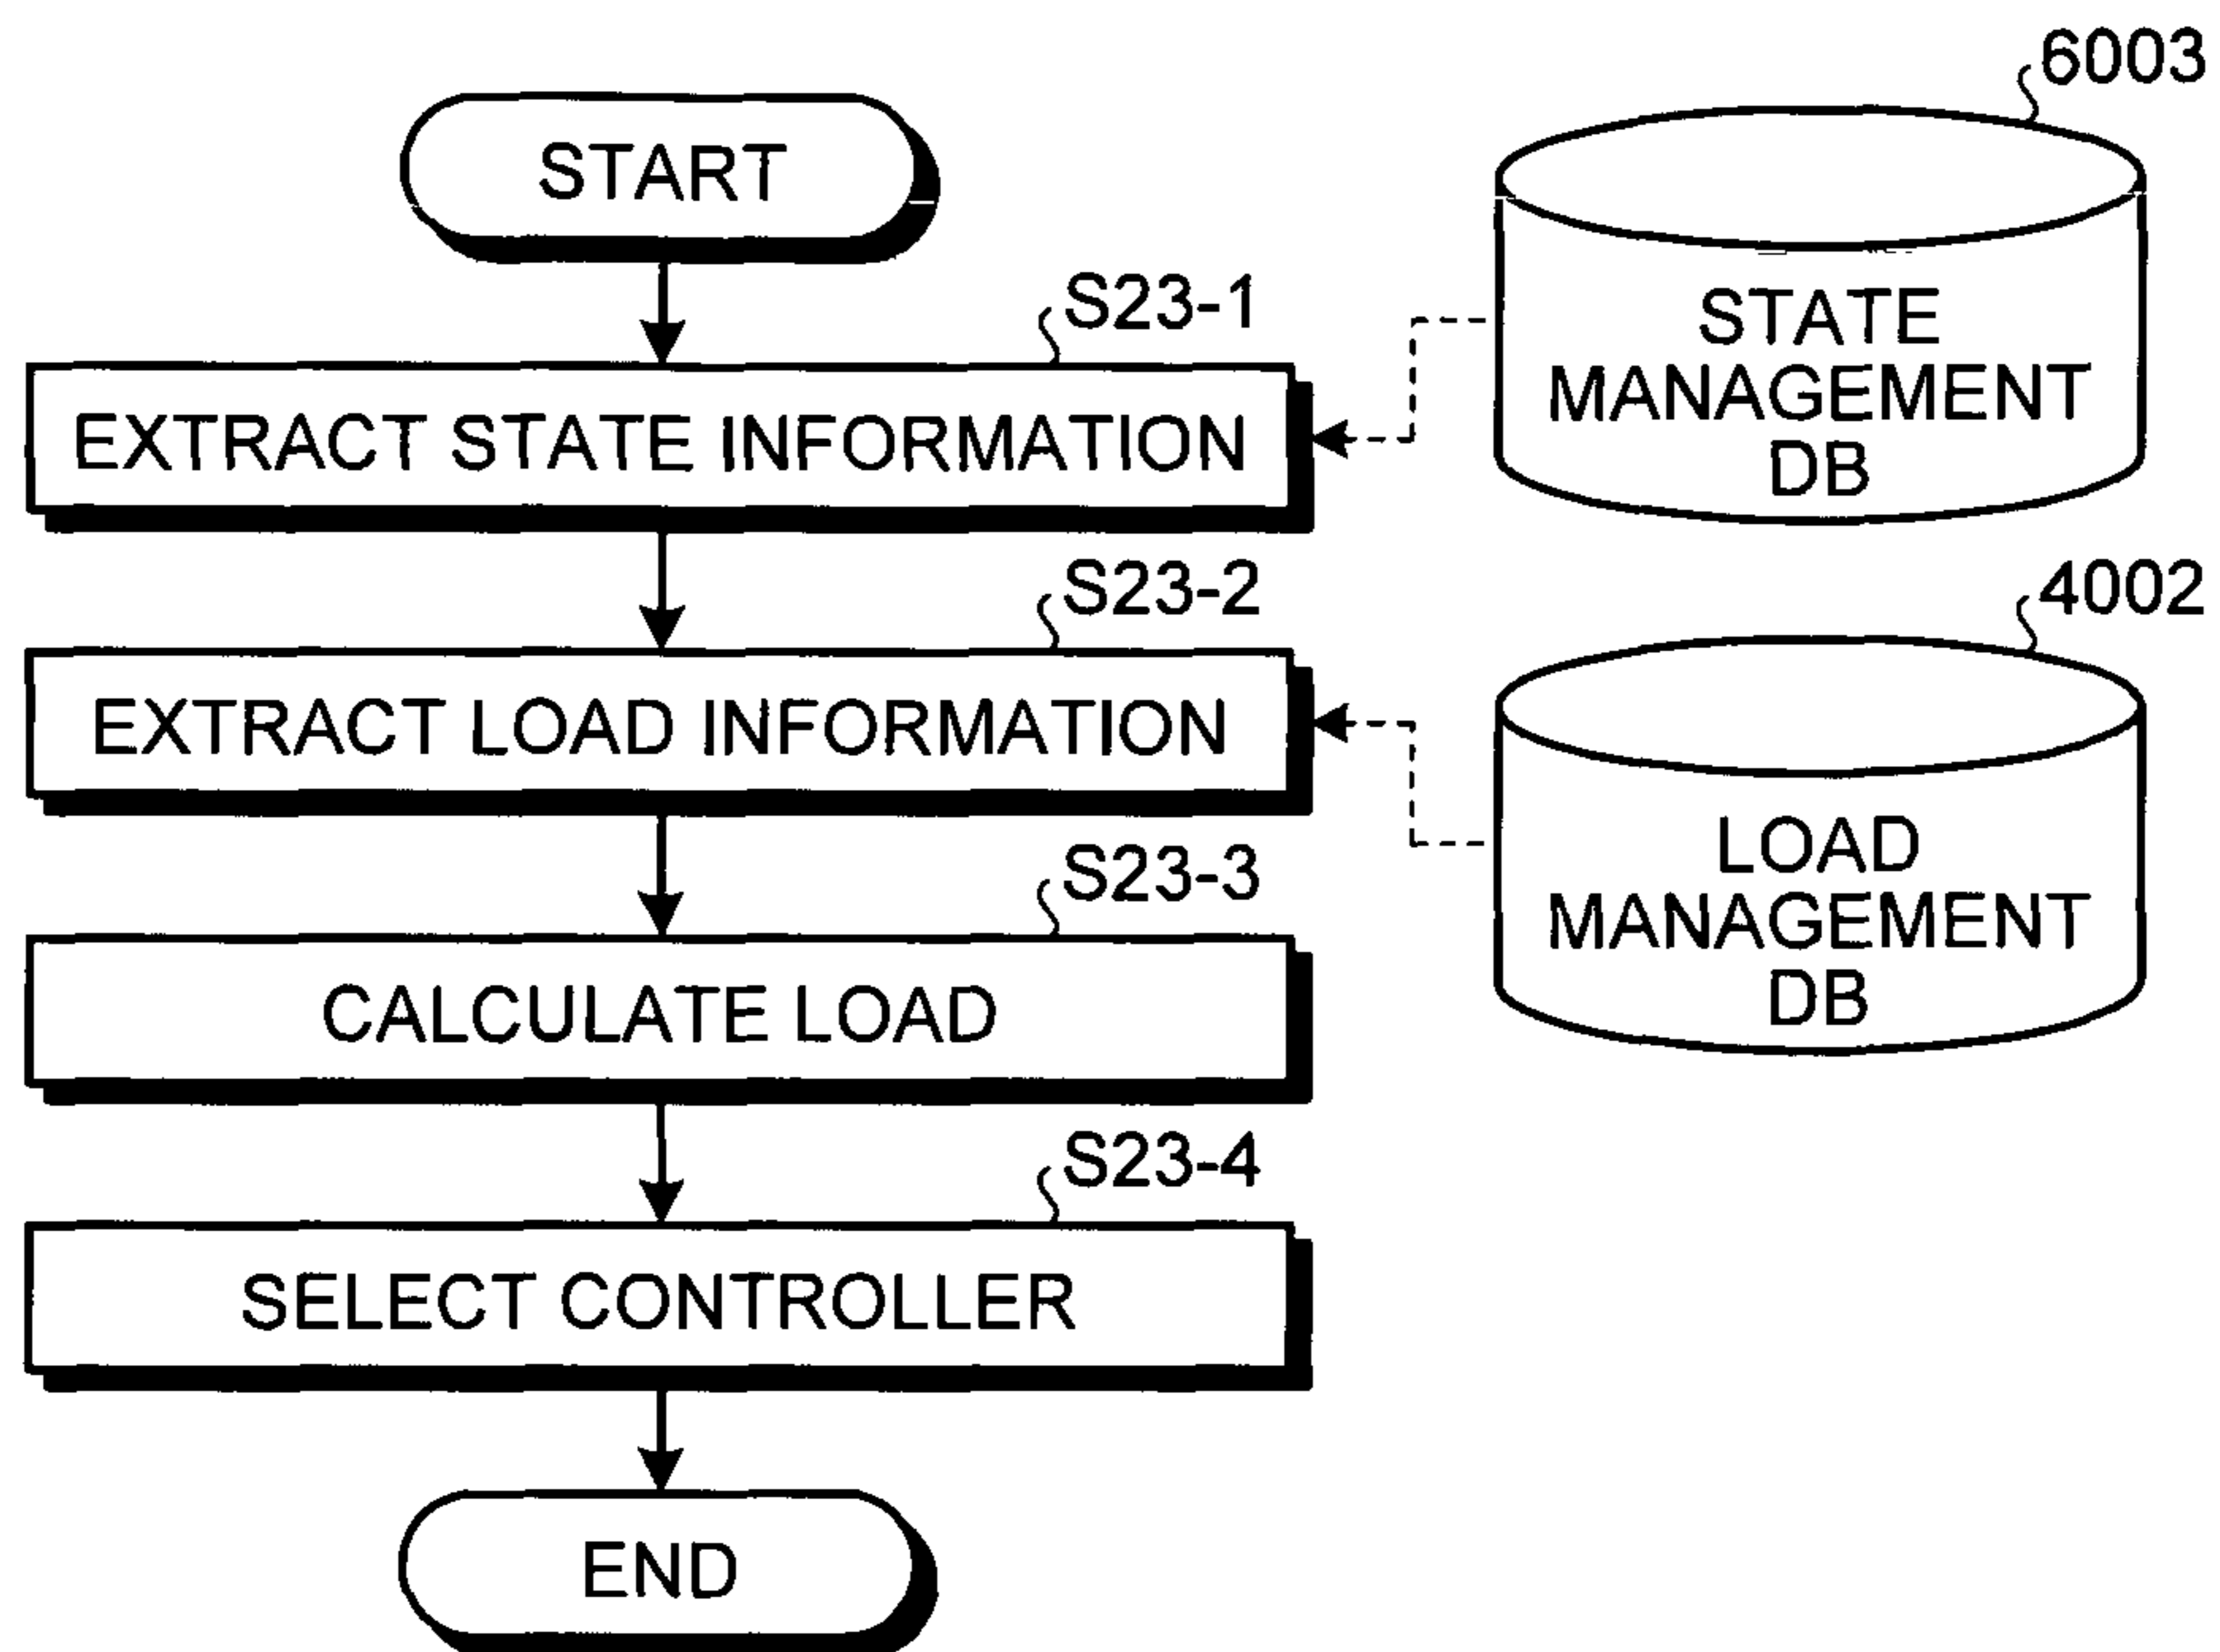 START
S23-1
EXTRACT STATE INFORMATION
S23-2
EXTRACT LOAD INFORMATION
S23-3
CALCULATE LOAD
S23-4
SELECT CONTROLLER
END
6003
STATE
MANAGEMENT
DB
4002
LOAD
MANAGEMENT
DB